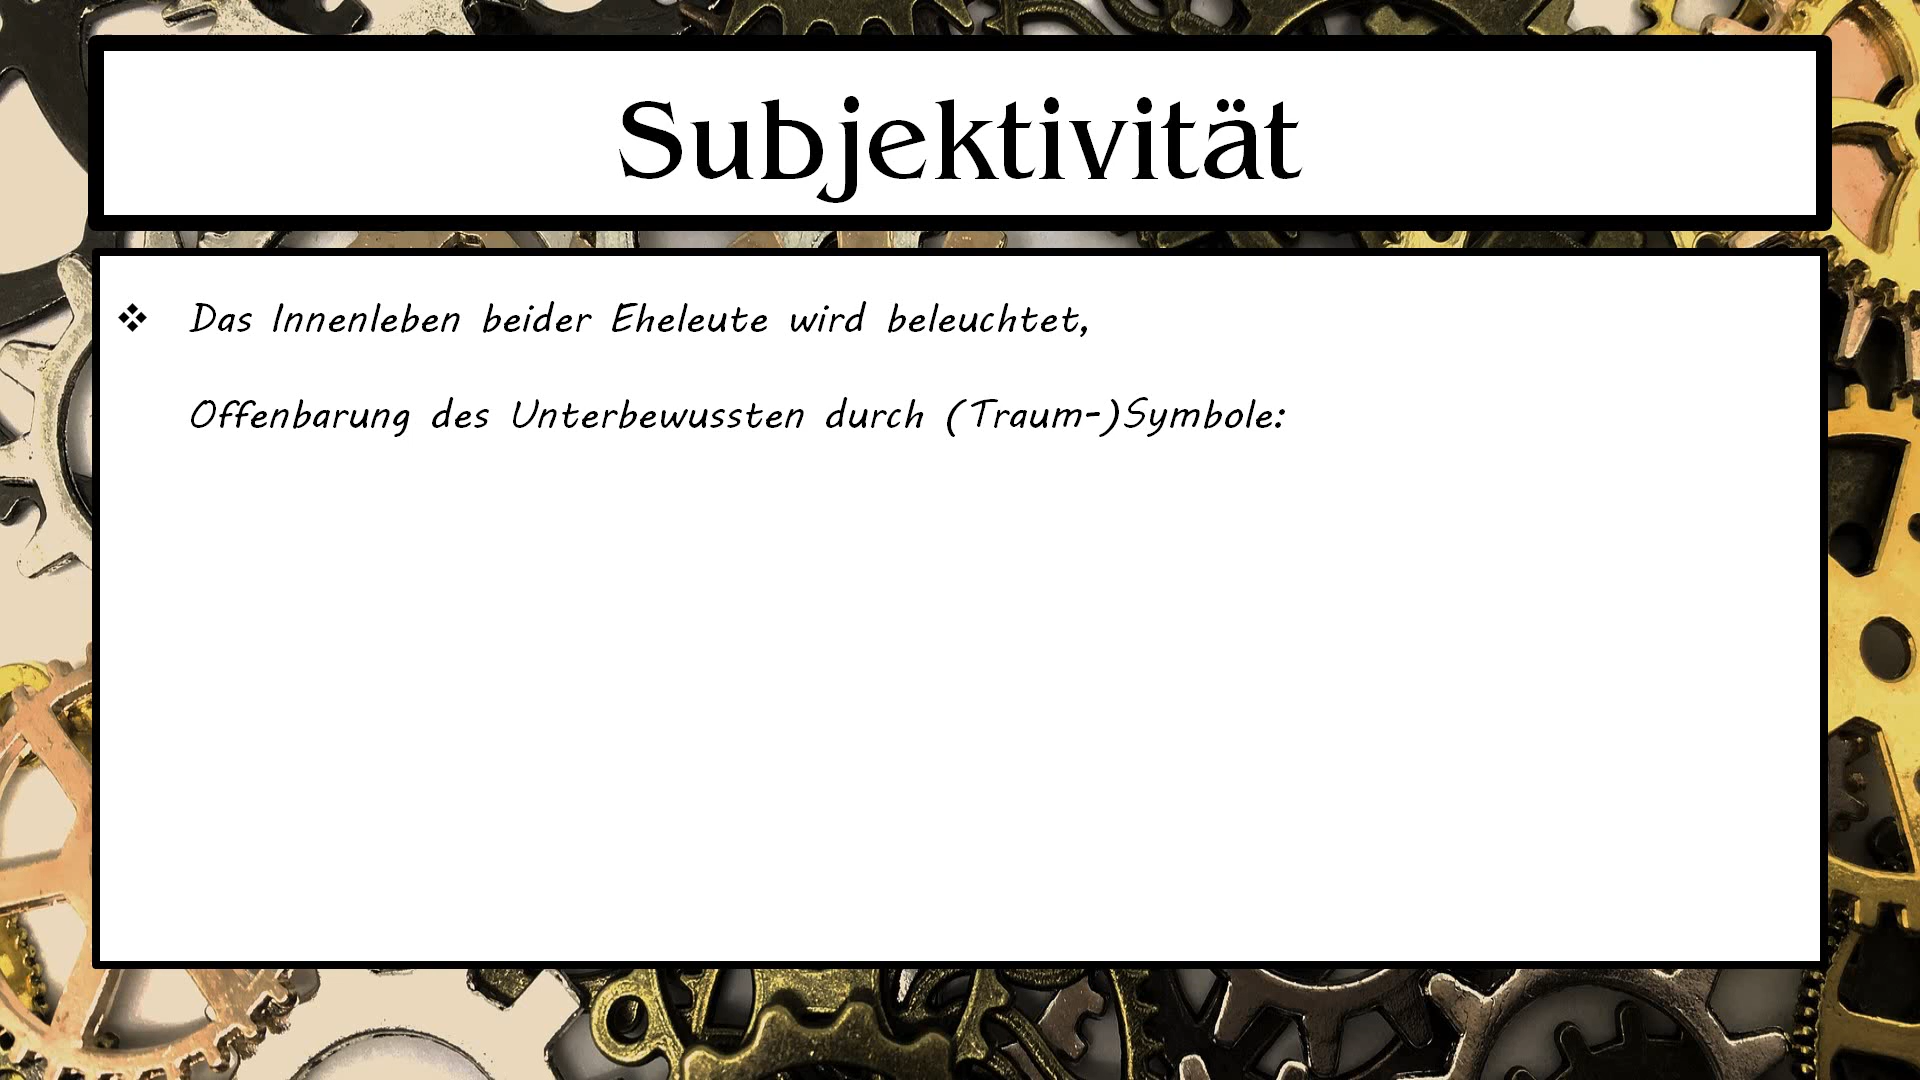 Subjektivität
❖ Das Innenleben beider Eheleute wird beleuchtet,
Offenbarung des Unterbewussten durch (Traum-)Symbole: